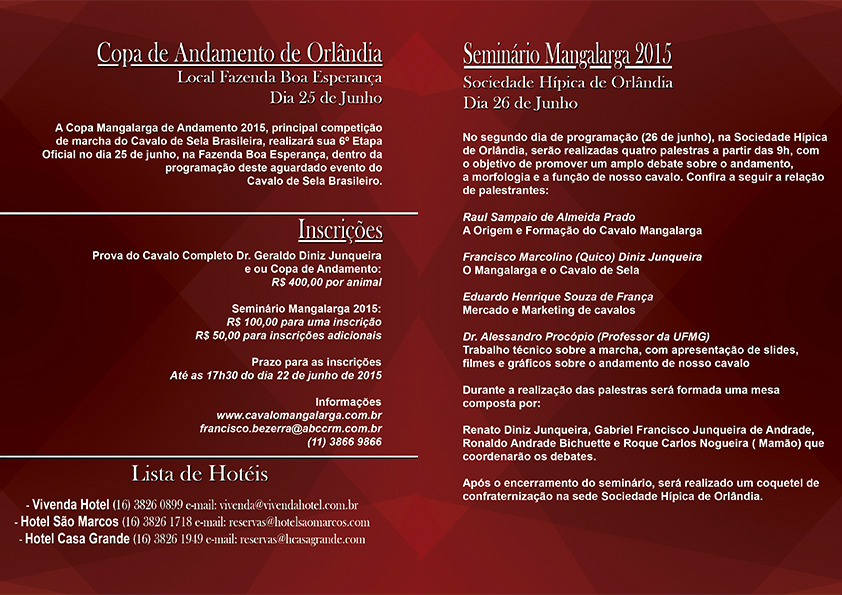 Copa de Andamento de Orlândia
Local Fazenda Boa Esperança
Dia 25 de Junho
A Copa Mangalarga de Andamento 2015, principal competição
de marcha do Cavalo de Sela Brasileira, realizará sua 6º Etapa
Oficial no dia 25 de junho, na Fazenda Boa Esperança, dentro da
programação deste aguardado evento do
Cavalo de Sela Brasileiro.
Inscrições
Prova do Cavalo Completo Dr. Geraldo Diniz Junqueira
e ou Copa de Andamento:
R$ 400,00 por animal
Seminário Mangalarga 2015:
R$ 100,00 para uma inscrição
R$ 50,00 para inscrições adicionais
Prazo para as inscrições
Até as 17h30 do dia 22 de junho de 2015
Informações
www.cavalomangalarga.com.br
francisco.bezerra@abccrm.com.br
(11) 3866 9866
Lista de Hotéis
- Vivenda Hotel (16) 3826 0899 e-mail: vivenda@vivendahotel.com.br
- Hotel São Marcos (16) 3826 1718 e-mail: reservas@hotelsaomarcos.com
- Hotel Casa Grande (16) 3826 1949 e-mail: reservas@hcasagrande.com
Seminário Mangalarga 2015
Sociedade Hípica de Orlândia
Dia 26 de Junho
No segundo dia de programação (26 de junho), na Sociedade Hípica
de Orlândia, serão realizadas quatro palestras a partir das 9h, com
o objetivo de promover um amplo debate sobre o andamento,
a morfologia e a função de nosso cavalo. Confira a seguir a relação
de palestrantes:
Raul Sampaio de Almeida Prado
A Origem e Formação do Cavalo Mangalarga
Francisco Marcolino (Quico) Diniz Junqueira
O Mangalarga e o Cavalo de Sela
Eduardo Henrique Souza de França
Mercado e Marketing de cavalos
Dr. Alessandro Procópio (Professor da UFMG)
Trabalho técnico sobre a marcha, com apresentação de slides,
filmes e gráficos sobre o andamento de nosso cavalo
Durante a realização das palestras será formada uma mesa
composta por:
Renato Diniz Junqueira, Gabriel Francisco Junqueira de Andrade,
Ronaldo Andrade Bichuette e Roque Carlos Nogueira ( Mamão) que
coordenarão os debates.
Após o encerramento do seminário, será realizado um coquetel de
confraternização na sede Sociedade Hípica de Orlândia.